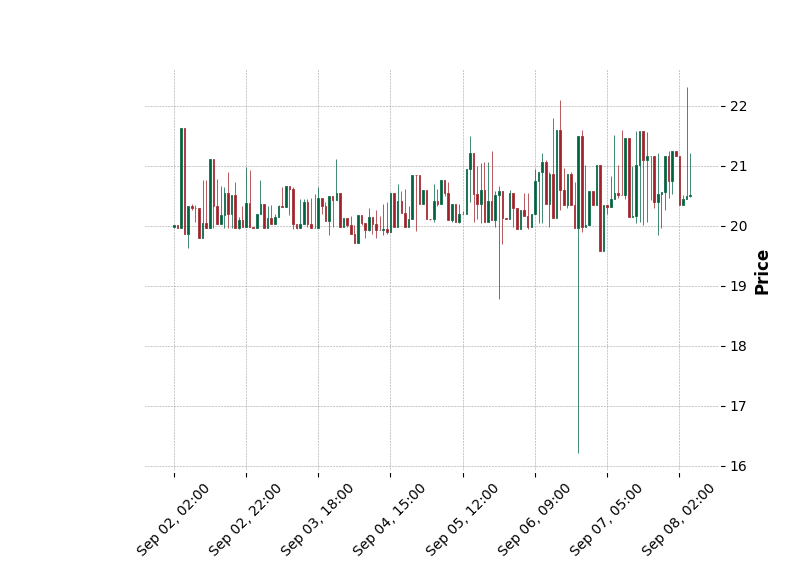 22
21
20
19
18
17
16
Price
Sep 02, 02:00
Sep 02, 22:00
Sep 03, 18:00
Sep 04, 15:00
Sep 05, 12:00
Sep 06, 09:00
Sep 07, 05:00
Sep 08, 02:00